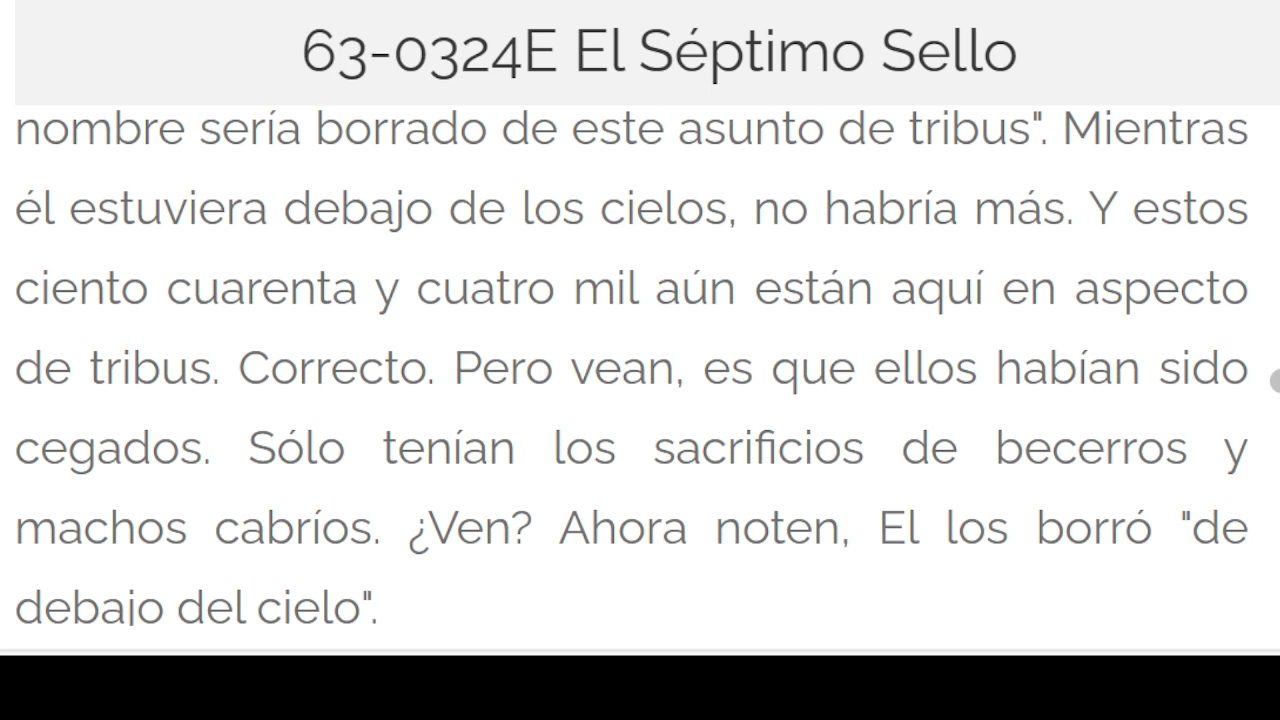 63-0324E El Séptimo Sello
nombre sería borrado de este asunto de tribus". Mientras
él estuviera debajo de los cielos, no habría más. Y estos
ciento cuarenta y cuatro mil aún están aquí en aspecto
de tribus. Correcto. Pero vean, es que ellos habían sido
cegados. Sólo tenían los sacrificios de becerros y
machos cabríos. ¿Ven? Ahora noten, El los borró "de
debajo del cielo".